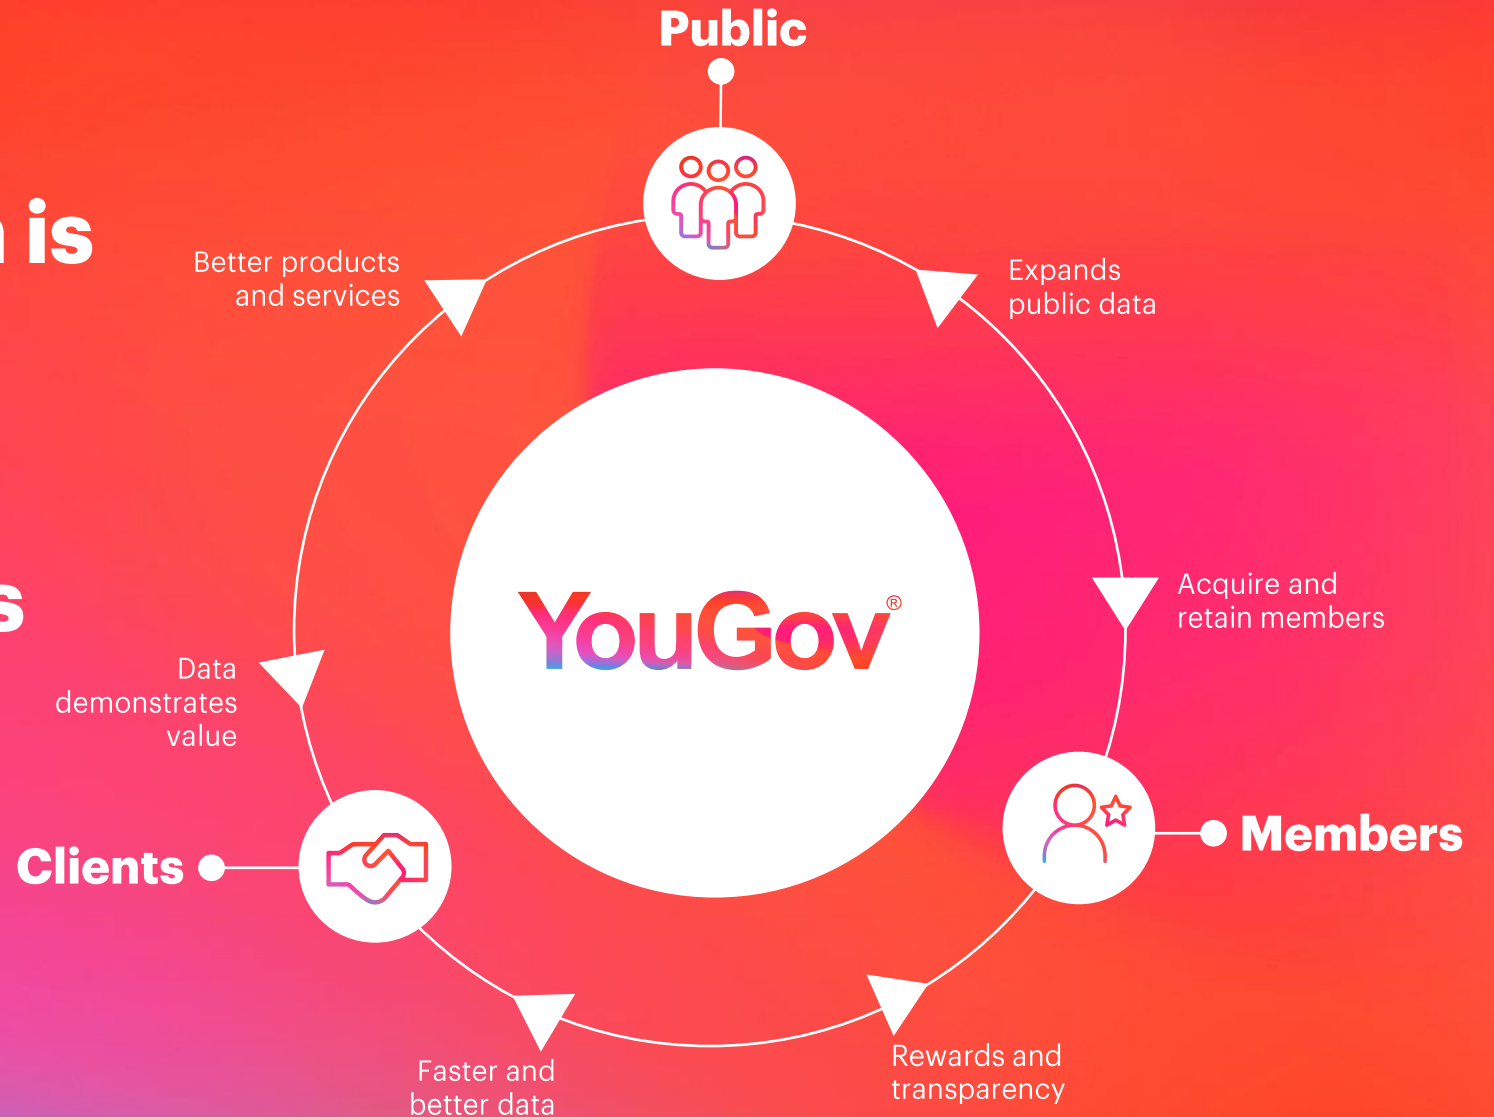 Public
is
Better products
and services
Expands
public data
YouGov®
Acquire and
retain members
s
Data
demonstrates
value
Clients
Members
Faster and
better data
Rewards and
transparency